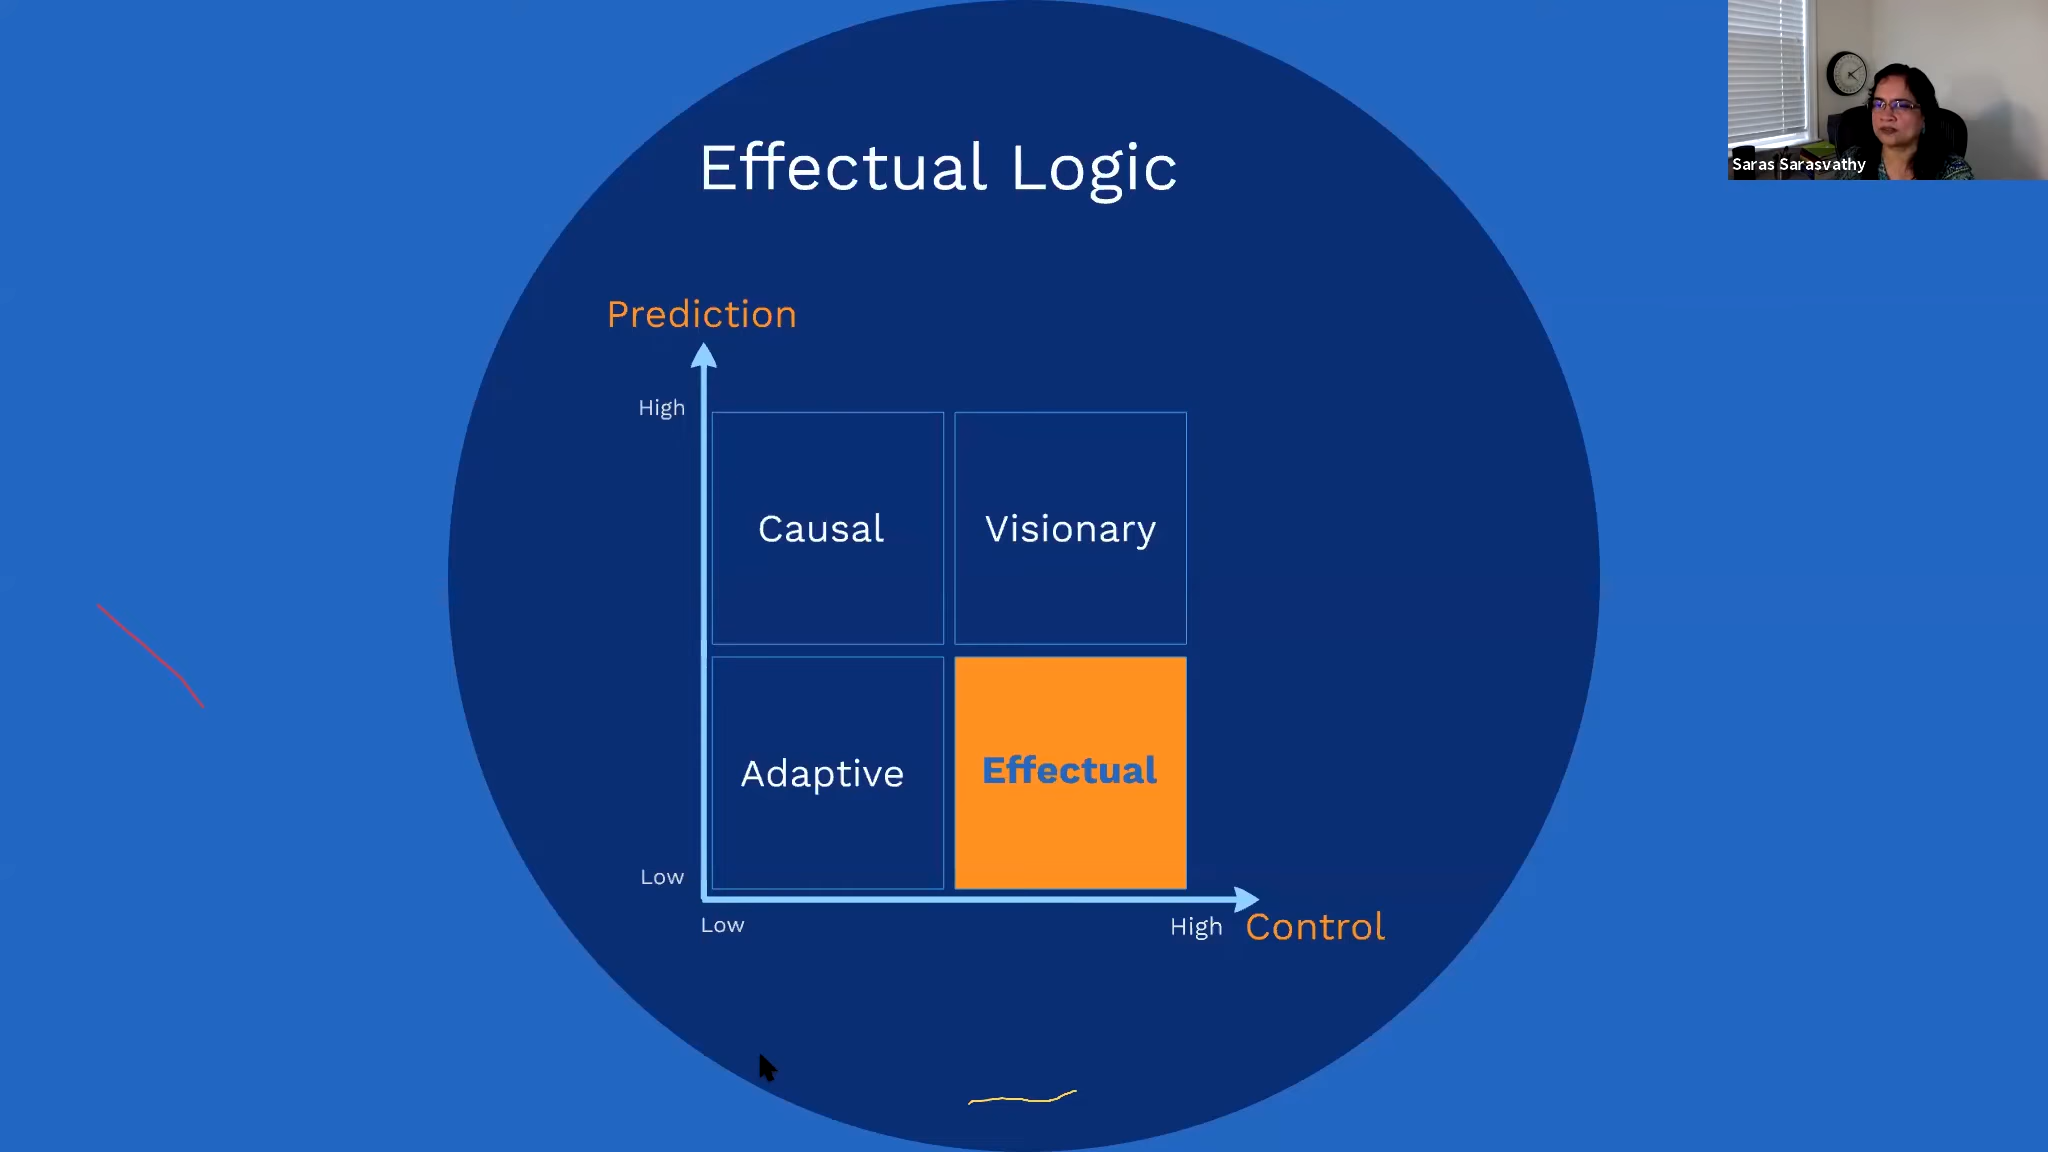 Saras Sarasvathy
Effectual Logic
Prediction
High
Causal
Visionary
Adaptive
Effectual
Low
Low
High
Control